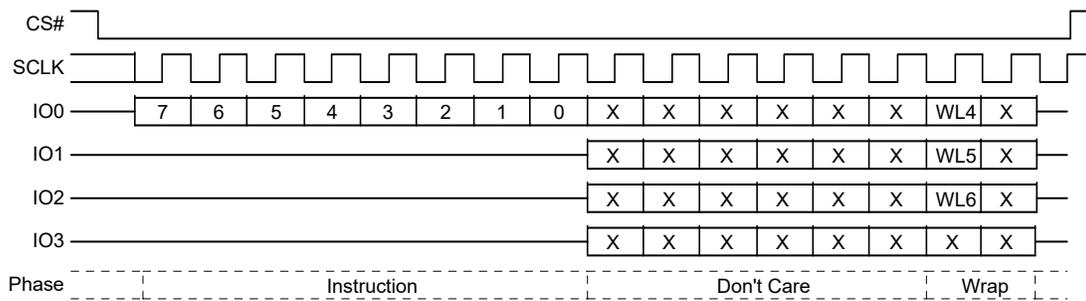 CS#
SCLK
IO0 7 6 5 4 3 2 1 0 X X X X X X WL4 X
IO1 X X X X X X WL5 X
IO2 X X X X X X WL6 X
IO3 X X X X X X X X
Phase Instruction Don't Care Wrap